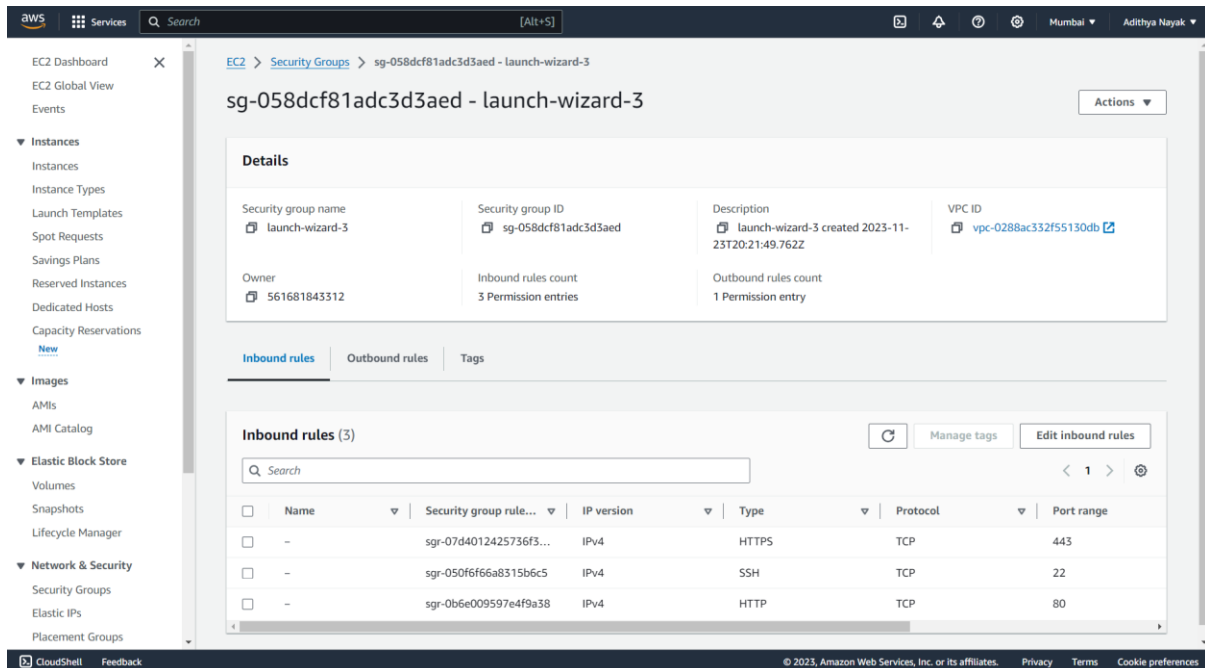 aws Services Search [Alt+S] Mumbai Adithya Nayak
EC2 Dashboard
EC2 Global View
Events
Instances
Instances
Instance Types
Launch Templates
Spot Requests
Savings Plans
Reserved Instances
Dedicated Hosts
Capacity Reservations
New
Images
AMIs
AMI Catalog
Elastic Block Store
Volumes
Snapshots
Lifecycle Manager
Network & Security
Security Groups
Elastic IPs
Placement Groups
EC2 > Security Groups > sg-058dcf81adc3d3aed - launch-wizard-3
sg-058dcf81adc3d3aed - launch-wizard-3
Actions
Details
Security group name
launch-wizard-3
Security group ID
sg-058dcf81adc3d3aed
Description
launch-wizard-3 created 2023-11-
23T20:21:49.762Z
VPC ID
vpc-0288ac332f55130db
Owner
561681843312
Inbound rules count
3 Permission entries
Outbound rules count
1 Permission entry
Inbound rules Outbound rules Tags
Inbound rules (3)
Manage tags Edit inbound rules
Search
1
Name Security group rule... IP version Type Protocol Port range
– sgr-07d4012425736f3... IPv4 HTTPS TCP 443
– sgr-050f6f66a8315b6c5 IPv4 SSH TCP 22
– sgr-0b6e009597e4f9a38 IPv4 HTTP TCP 80
CloudShell Feedback © 2023, Amazon Web Services, Inc. or its affiliates. Privacy Terms Cookie preferences